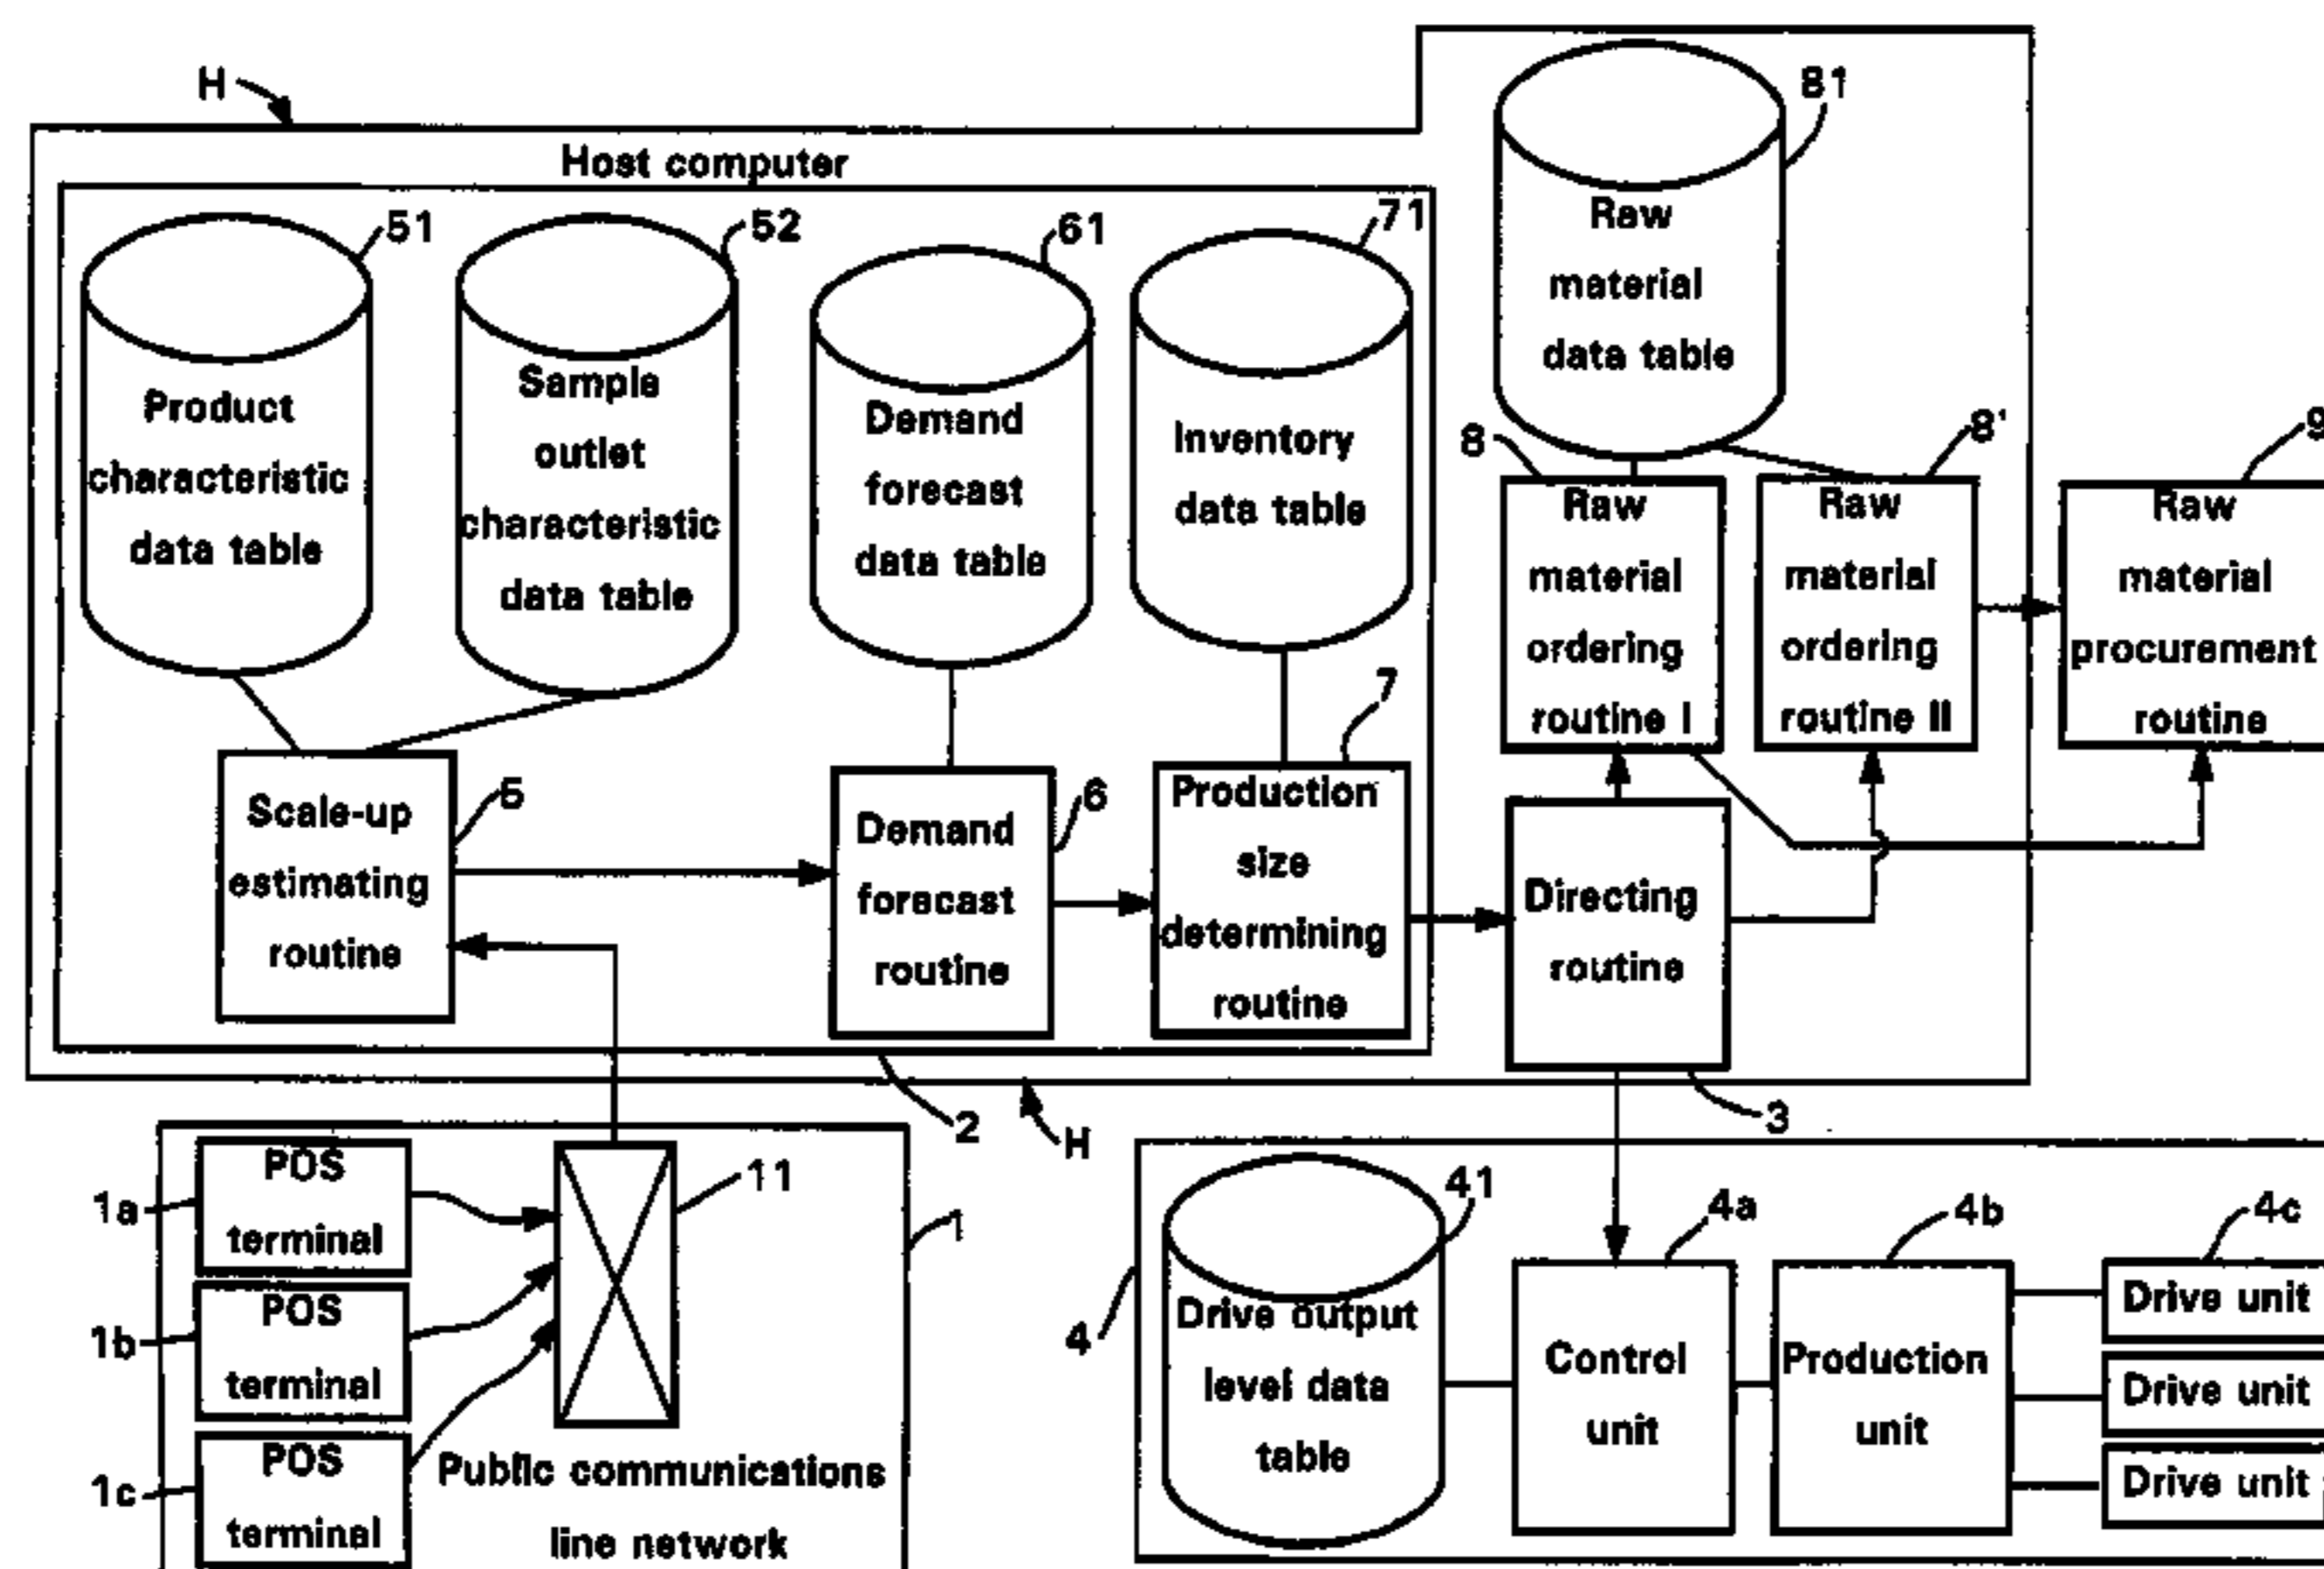 H
Host computer
51
52
61
71
81
Product
characteristic
data table
Sample
outlet
characteristic
data table
Demand
forecast
data table
Inventory
data table
Raw
material
data table
8
8'
9
Raw
material
ordering
routine I
Raw
material
ordering
routine II
Raw
material
procurement
routine
Scale-up
estimating
routine
5
Demand
forecast
routine
6
Production
size
determining
routine
7
Directing
routine
2
H
3
POS
terminal
1a
POS
terminal
1b
POS
terminal
1c
11
1
Public communications
line network
4
41
Drive output
level data
table
4a
Control
unit
4b
Production
unit
4c
Drive unit
Drive unit
Drive unit